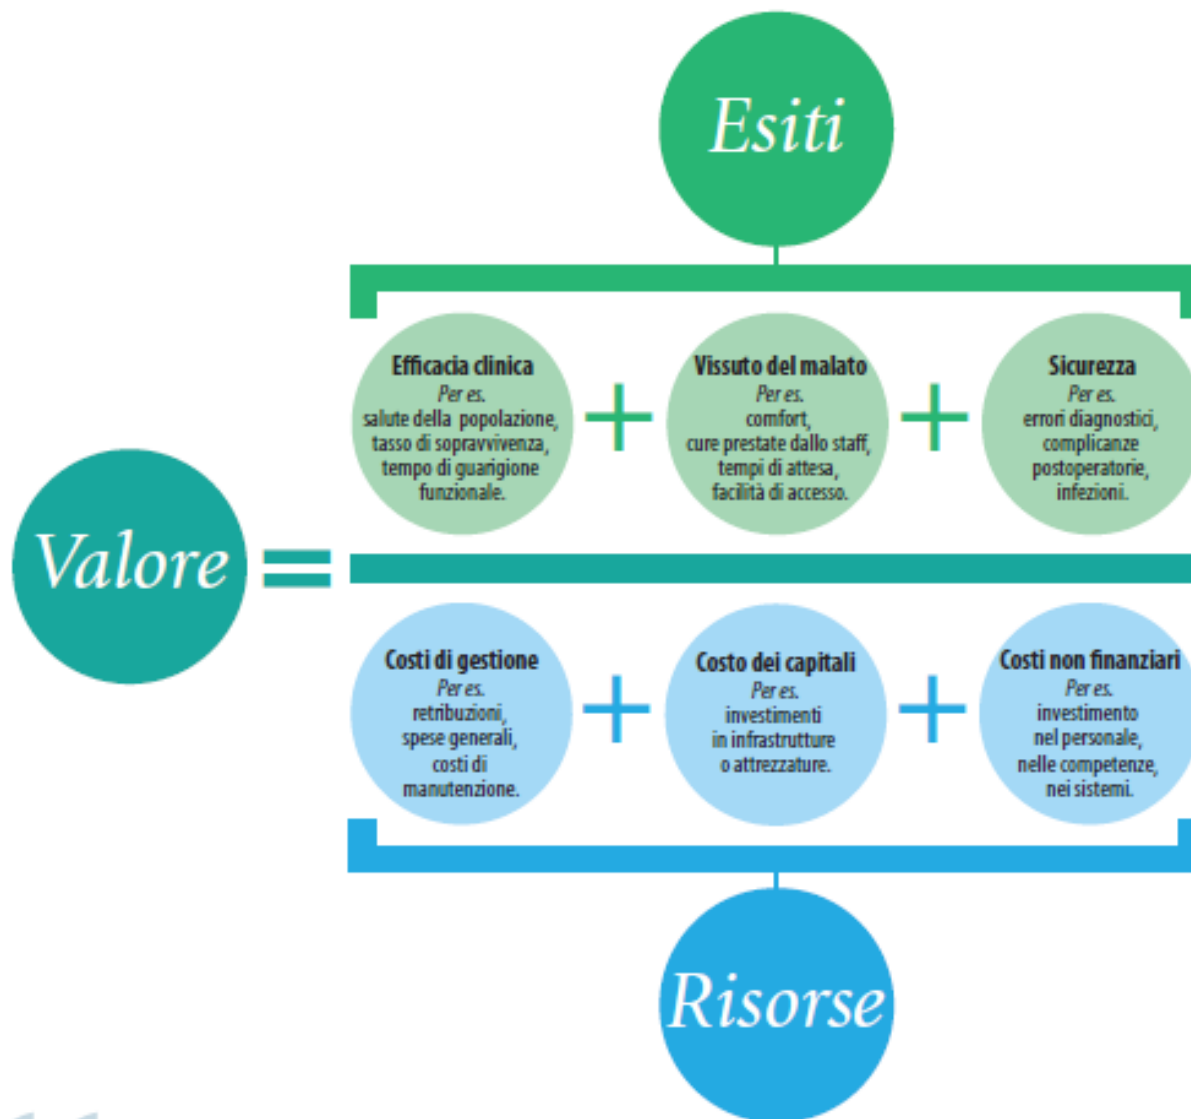 Esiti
Efficacia clinica
Per es.
salute della popolazione,
tasso di sopravvivenza,
tempo di guarigione
funzionale.
+
Vissuto del malato
Per es.
comfort,
cure prestate dallo staff,
tempi di attesa,
facilità di accesso.
+
Sicurezza
Per es.
errori diagnostici,
complicanze
postoperatorie,
infezioni.
Valore =
Costi di gestione
Per es.
retribuzioni,
spese generali,
costi di
manutenzione.
+
Costo dei capitali
Per es.
investimenti
in infrastrutture
o attrezzature.
+
Costi non finanziari
Per es.
investimento
nel personale,
nelle competenze,
nei sistemi.
Risorse